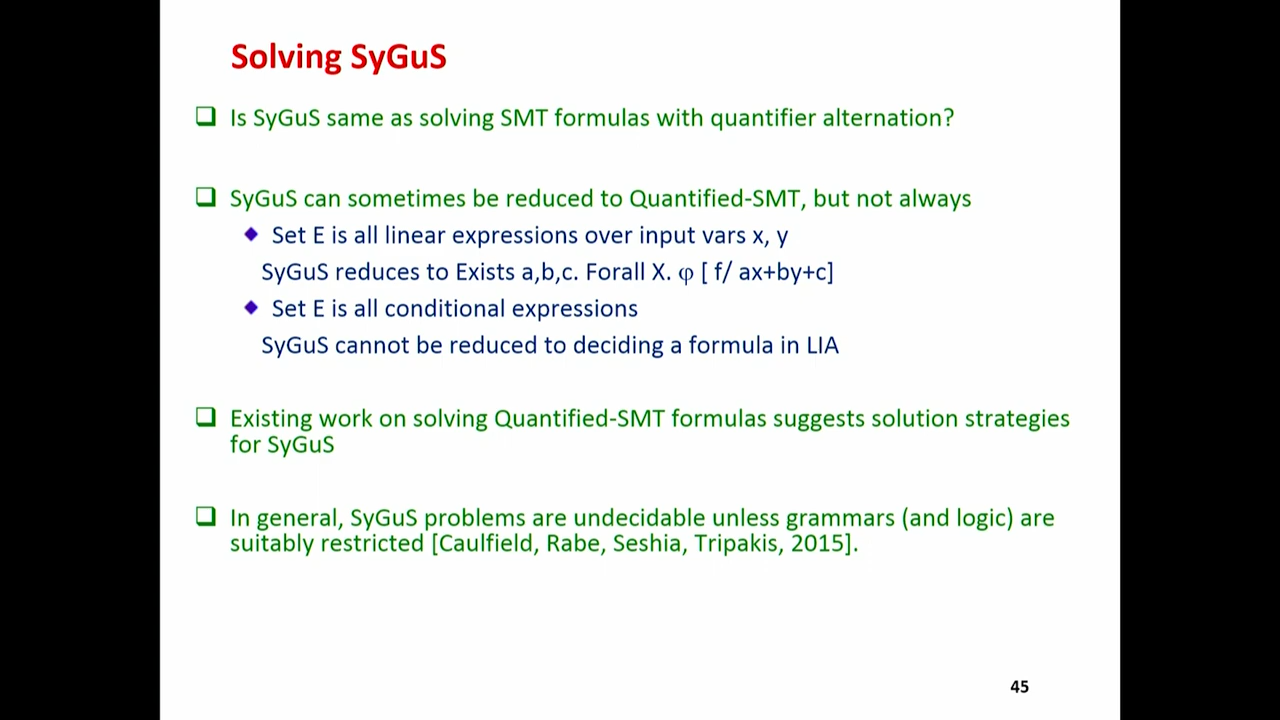 Solving SyGuS
Is SyGuS same as solving SMT formulas with quantifier alternation?
SyGuS can sometimes be reduced to Quantified-SMT, but not always
Set E is all linear expressions over input vars x, y
SyGuS reduces to Exists a,b,c. Forall X. φ [ f/ ax+by+c]
Set E is all conditional expressions
SyGuS cannot be reduced to deciding a formula in LIA
Existing work on solving Quantified-SMT formulas suggests solution strategies
for SyGuS
In general, SyGuS problems are undecidable unless grammars (and logic) are
suitably restricted [Caulfield, Rabe, Seshia, Tripakis, 2015].
45